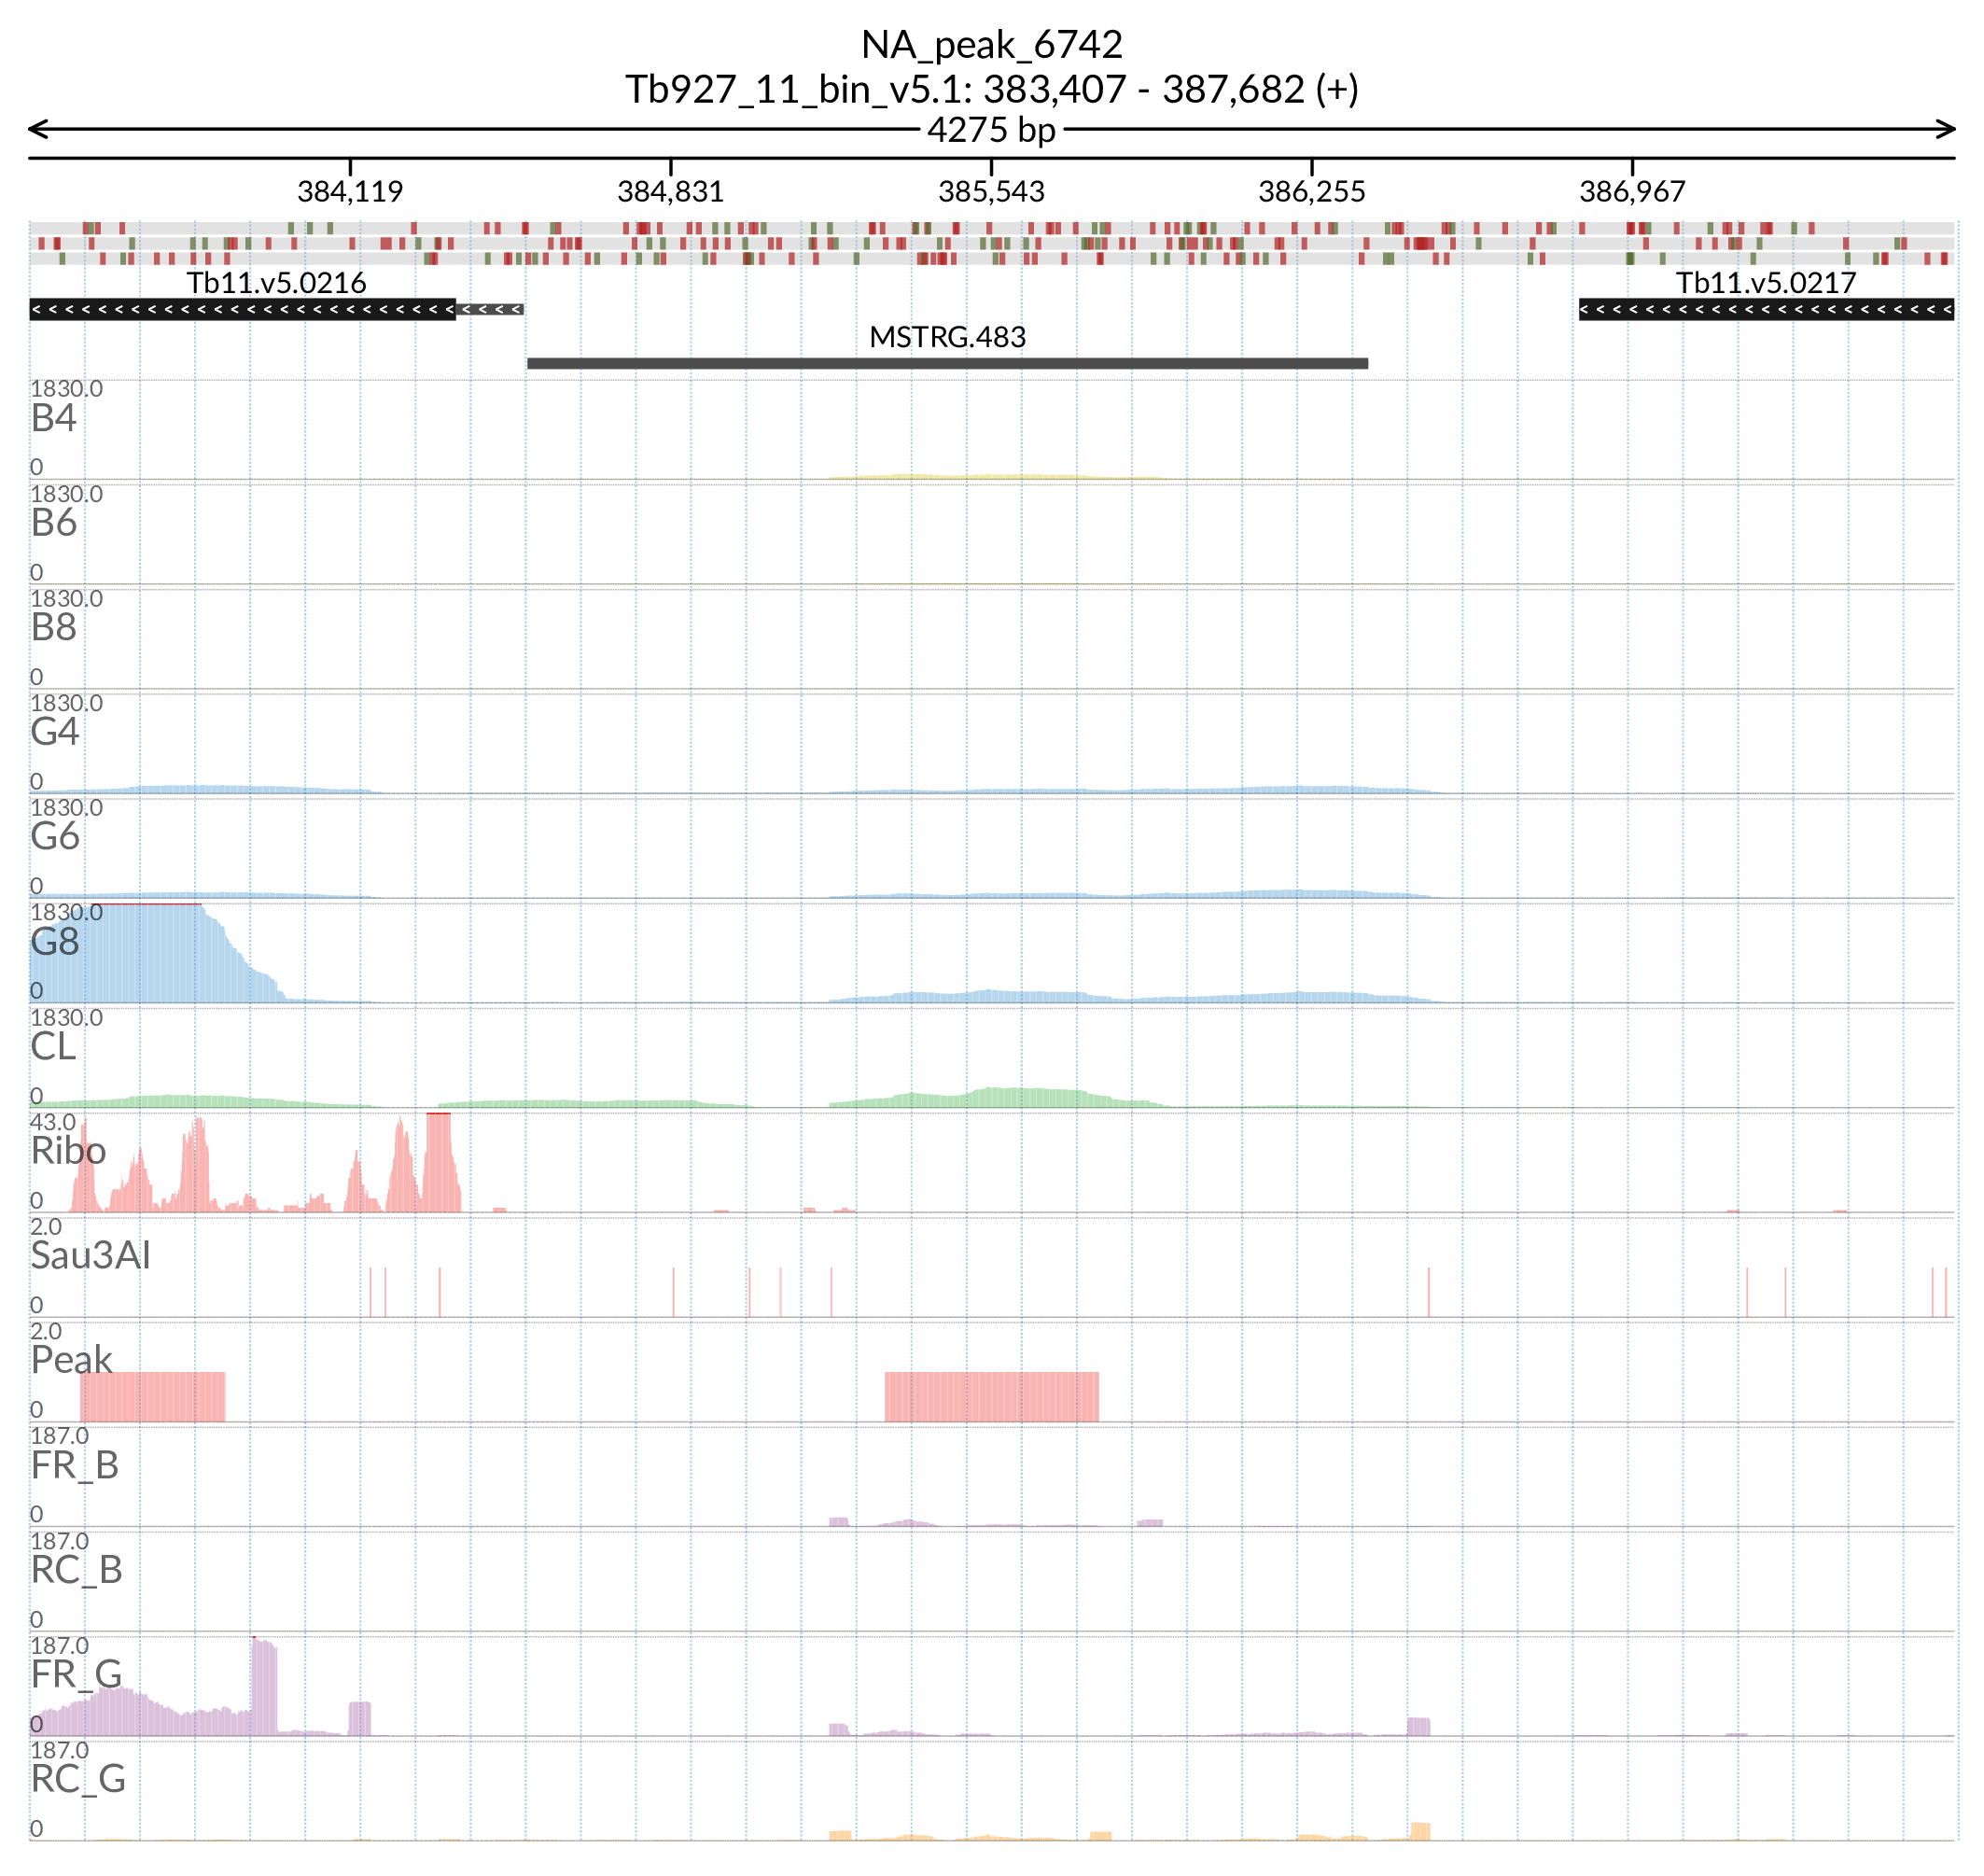 NA_peak_6742
Tb927_11_bin_v5.1: 383,407 - 387,682 (+)
4275 bp
384,119 384,831 385,543 386,255 386,967
Tb11.v5.0216 Tb11.v5.0217
MSTRG.483
1830.0
B4
0
1830.0
B6
0
1830.0
B8
0
1830.0
G4
0
1830.0
G6
0
1830.0
G8
0
1830.0
CL
0
43.0
Ribo
0
2.0
Sau3AI
0
2.0
Peak
0
187.0
FR_B
0
187.0
RC_B
0
187.0
FR_G
0
187.0
RC_G
0